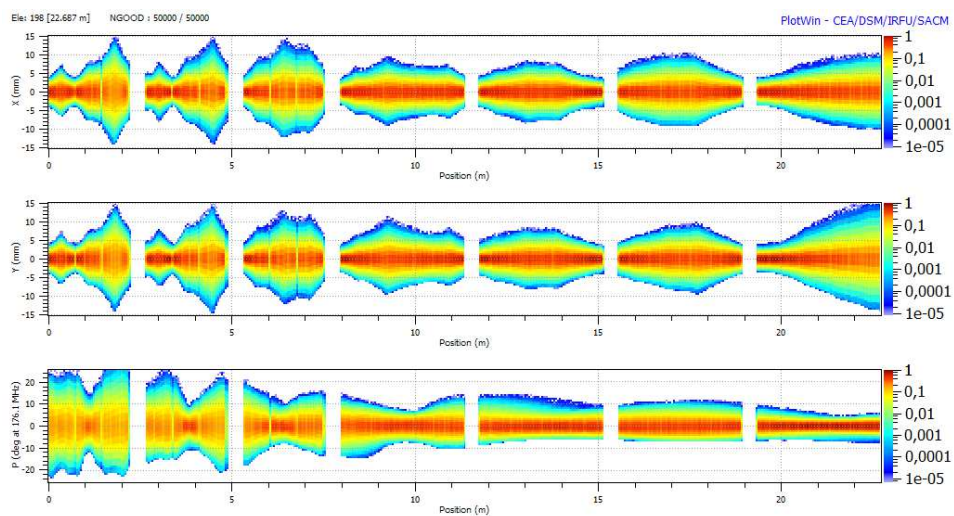 Ele: 198 [22.687 m] NGOOD : 50000 / 50000
PlotWin - CEA/DSM/IRFU/SACM
X (mm)
15
10
5
0
-5
-10
-15
0 5 10 15 20
Position (m)
1
0,1
0,01
0,001
0,0001
1e-05
Y (mm)
15
10
5
0
-5
-10
-15
0 5 10 15 20
Position (m)
1
0,1
0,01
0,001
0,0001
1e-05
P (deg at 176.1 MHz)
20
10
0
-10
-20
0 5 10 15 20
Position (m)
1
0,1
0,01
0,001
0,0001
1e-05